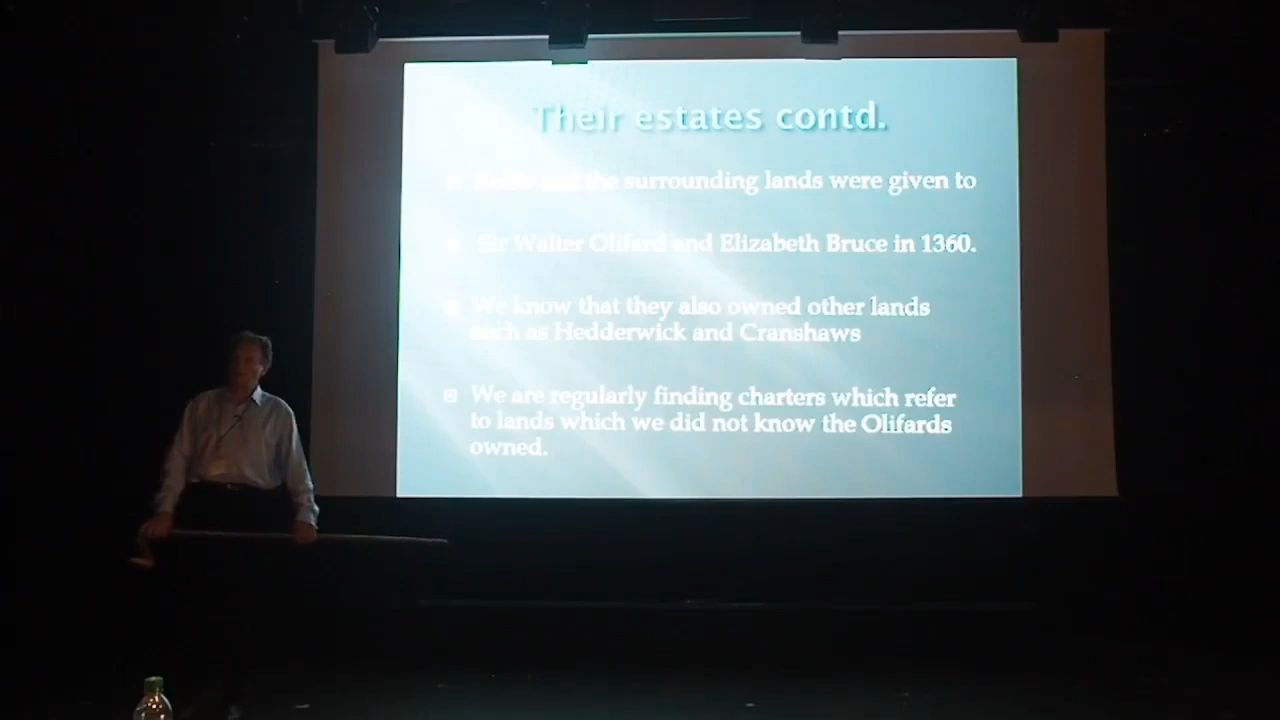 Their estates contd.
the surrounding lands were given to
Sir Walter Olifard and Elizabeth Bruce in 1360.
We know that they also owned other lands
such as Hedderwick and Cranshaws
We are regularly finding charters which refer
to lands which we did not know the Olifards
owned.